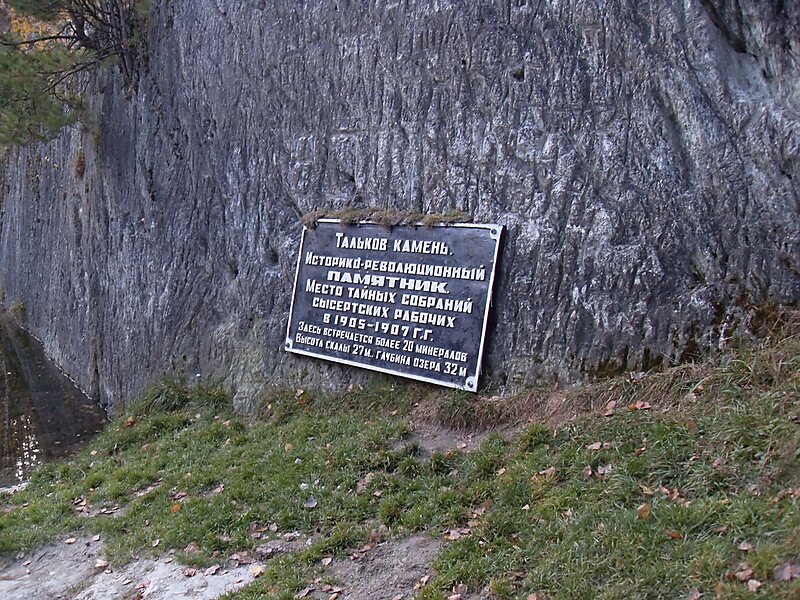 Тальков камень.
Историко-революционный
памятник.
Место тайных собраний
сысертских рабочих
в 1905-1907 г.г.
Здесь встречается более 20 минералов
Высота скалы 27м. глубина озера 32 м